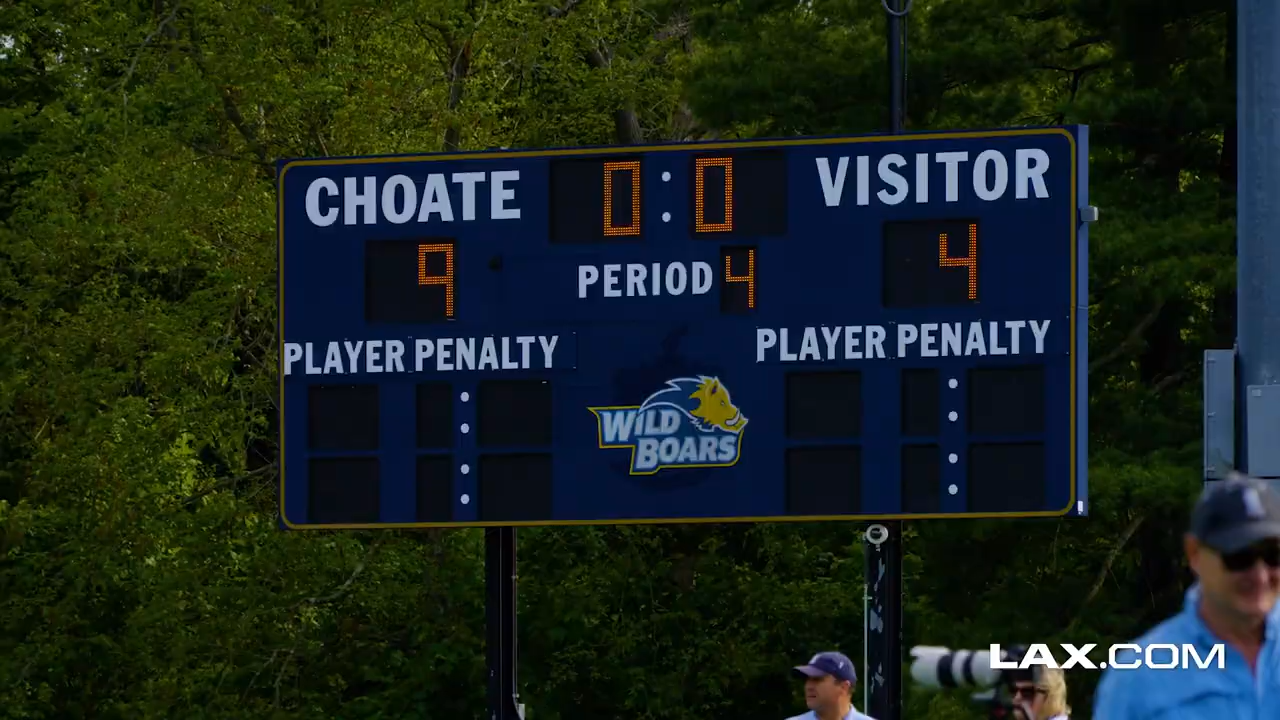 CHOATE 0:0 VISITOR
9 PERIOD 4 4
PLAYER PENALTY PLAYER PENALTY
WILD
BOARS
LAX.COM